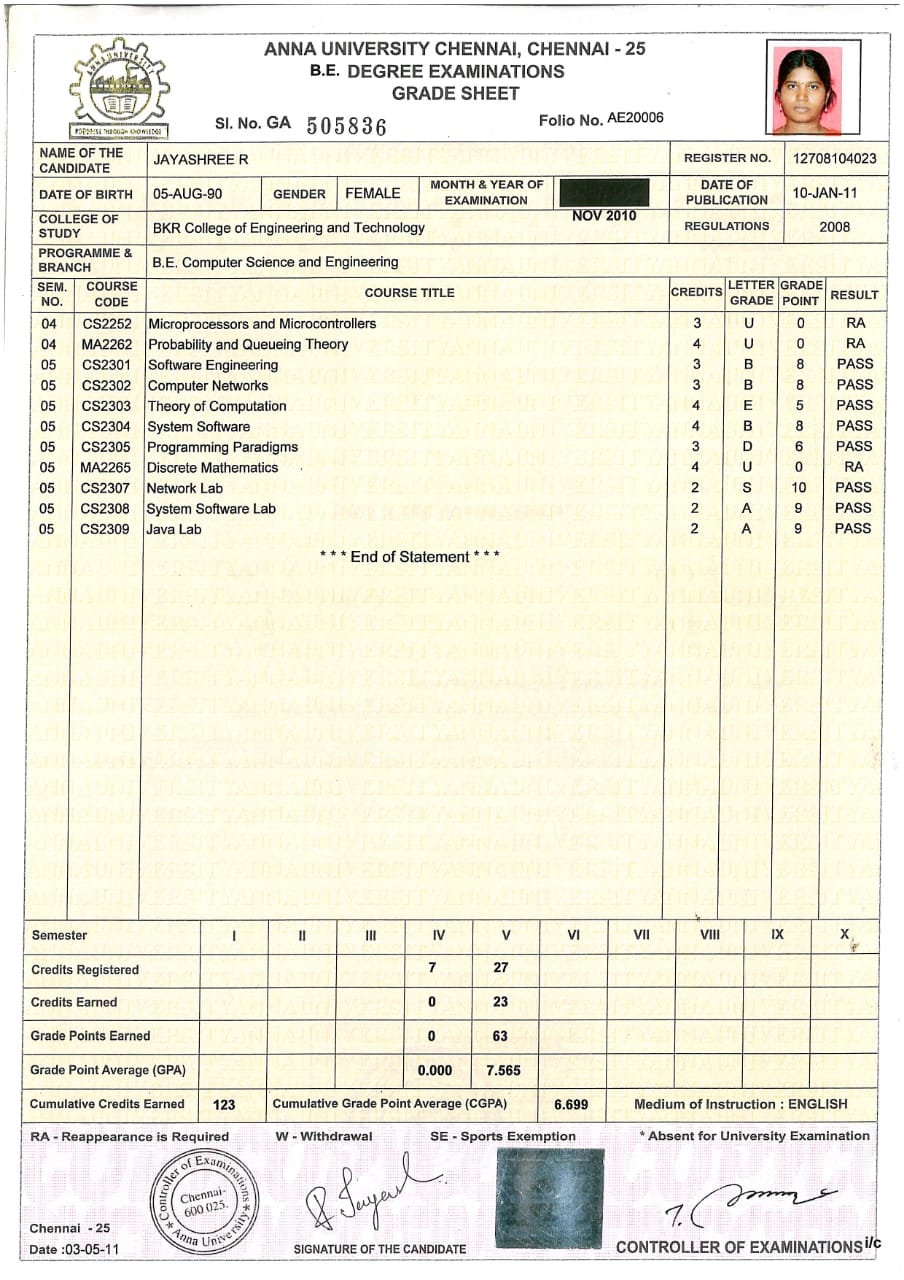 ANNA UNIVERSITY CHENNAI, CHENNAI - 25
B.E. DEGREE EXAMINATIONS
GRADE SHEET
ANNA UNIVERSITY
PROGRESS THROUGH KNOWLEDGE
Sl. No. GA 505836 Folio No. AE20006
NAME OF THE CANDIDATE JAYASHREE R REGISTER NO. 12708104023
DATE OF BIRTH 05-AUG-90 GENDER FEMALE MONTH & YEAR OF EXAMINATION NOV 2010 DATE OF PUBLICATION 10-JAN-11
COLLEGE OF STUDY BKR College of Engineering and Technology REGULATIONS 2008
PROGRAMME & BRANCH B.E. Computer Science and Engineering
SEM. NO. COURSE CODE COURSE TITLE CREDITS LETTER GRADE GRADE POINT RESULT
04 CS2252 Microprocessors and Microcontrollers 3 U 0 RA
04 MA2262 Probability and Queueing Theory 4 U 0 RA
05 CS2301 Software Engineering 3 B 8 PASS
05 CS2302 Computer Networks 3 B 8 PASS
05 CS2303 Theory of Computation 4 E 5 PASS
05 CS2304 System Software 4 B 8 PASS
05 CS2305 Programming Paradigms 3 D 6 PASS
05 MA2265 Discrete Mathematics 4 U 0 RA
05 CS2307 Network Lab 2 S 10 PASS
05 CS2308 System Software Lab 2 A 9 PASS
05 CS2309 Java Lab 2 A 9 PASS
* * * End of Statement * * *
Semester I II III IV V VI VII VIII IX X
Credits Registered 7 27
Credits Earned 0 23
Grade Points Earned 0 63
Grade Point Average (GPA) 0.000 7.565
Cumulative Credits Earned 123 Cumulative Grade Point Average (CGPA) 6.699 Medium of Instruction : ENGLISH
RA - Reappearance is Required W - Withdrawal SE - Sports Exemption * Absent for University Examination
Controller of Examinations
Chennai-
600 025.
Anna University
Chennai - 25
Date :03-05-11 SIGNATURE OF THE CANDIDATE CONTROLLER OF EXAMINATIONS i/c